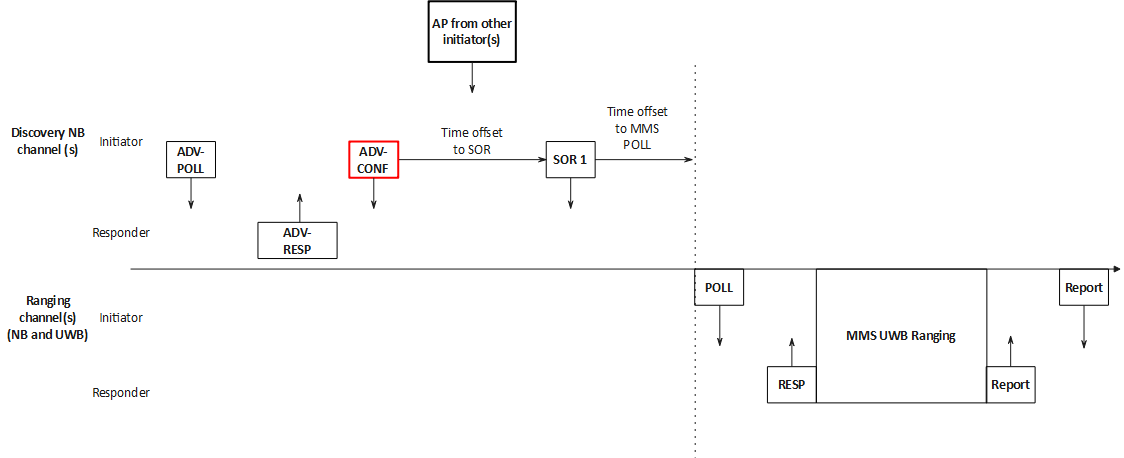 AP from other
initiator(s)
Time offset
to MMS
POLL
Discovery NB
channel (s)
Initiator
Time offset
to SOR
ADV-
POLL
ADV-
CONF
SOR 1
Responder
ADV-
RESP
Ranging
channel(s)
(NB and UWB)
Initiator
POLL
Report
MMS UWB Ranging
Responder
RESP
Report